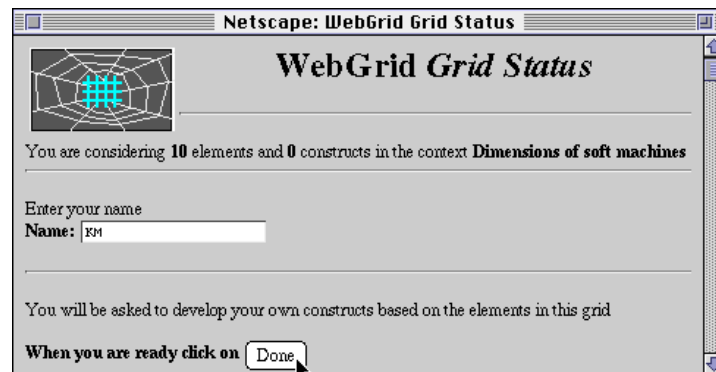 Netscape: WebGrid Grid Status
WebGrid Grid Status
You are considering 10 elements and 0 constructs in the context Dimensions of soft machines
Enter your name
Name: KM
You will be asked to develop your own constructs based on the elements in this grid
When you are ready click on Done